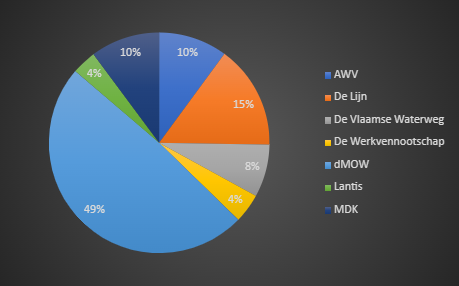 10%
10%
15%
8%
4%
49%
4%
AWV
De Lijn
De Vlaamse Waterweg
De Werkvennootschap
dMOW
Lantis
MDK